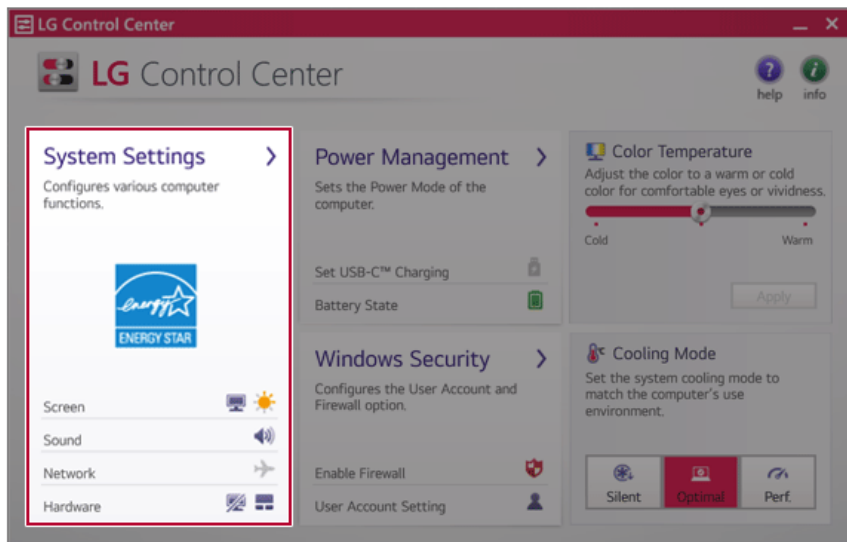 LG Control Center
LG Control Center
help
info
System Settings
Configures various computer
functions.
energy
ENERGY STAR
Screen
Sound
Network
Hardware
Power Management
Sets the Power Mode of the
computer.
Set USB-C™ Charging
Battery State
Windows Security
Configures the User Account and
Firewall option.
Enable Firewall
User Account Setting
Color Temperature
Adjust the color to a warm or cold
color for comfortable eyes or vividness.
Cold
Warm
Apply
Cooling Mode
Set the system cooling mode to
match the computer's use
environment.
Silent
Optimal
Perf.